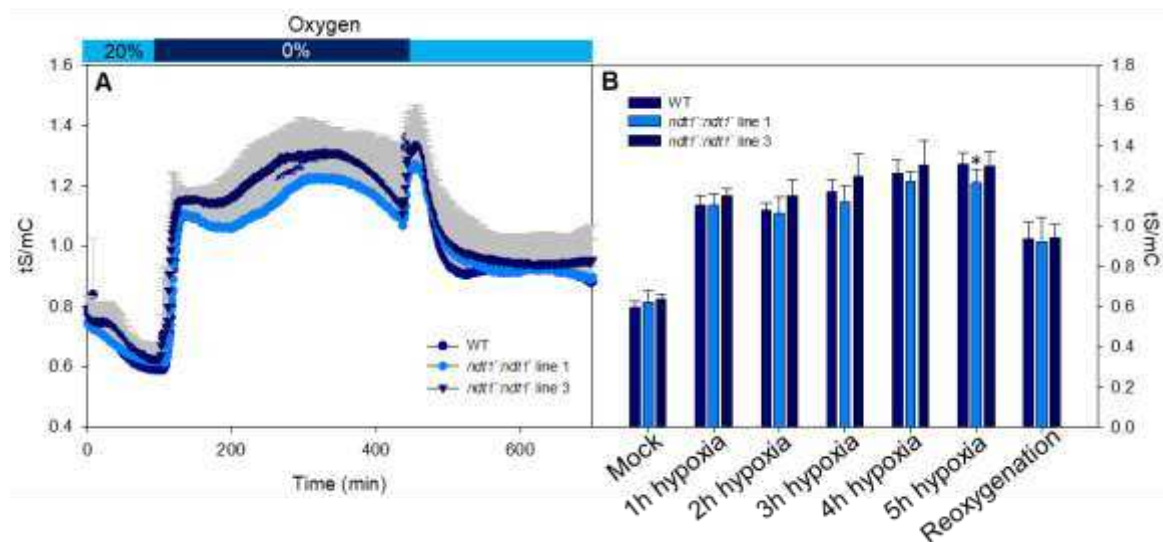 Oxygen
20% 0%
A
1.6
1.4
1.2
1.0
0.8
0.6
0.4
tS/mC
0 200 400 600
Time (min)
WT
ndt1⁻:ndt1⁻ line 1
ndt1⁻:ndt1⁻ line 3
B
WT
ndt1⁻:ndt1⁻ line 1
ndt1⁻:ndt1⁻ line 3
*
1.8
1.6
1.4
1.2
1.0
0.8
0.6
0.4
0.2
0.0
tS/mC
Mock
1h hypoxia
2h hypoxia
3h hypoxia
4h hypoxia
5h hypoxia
Reoxygenation